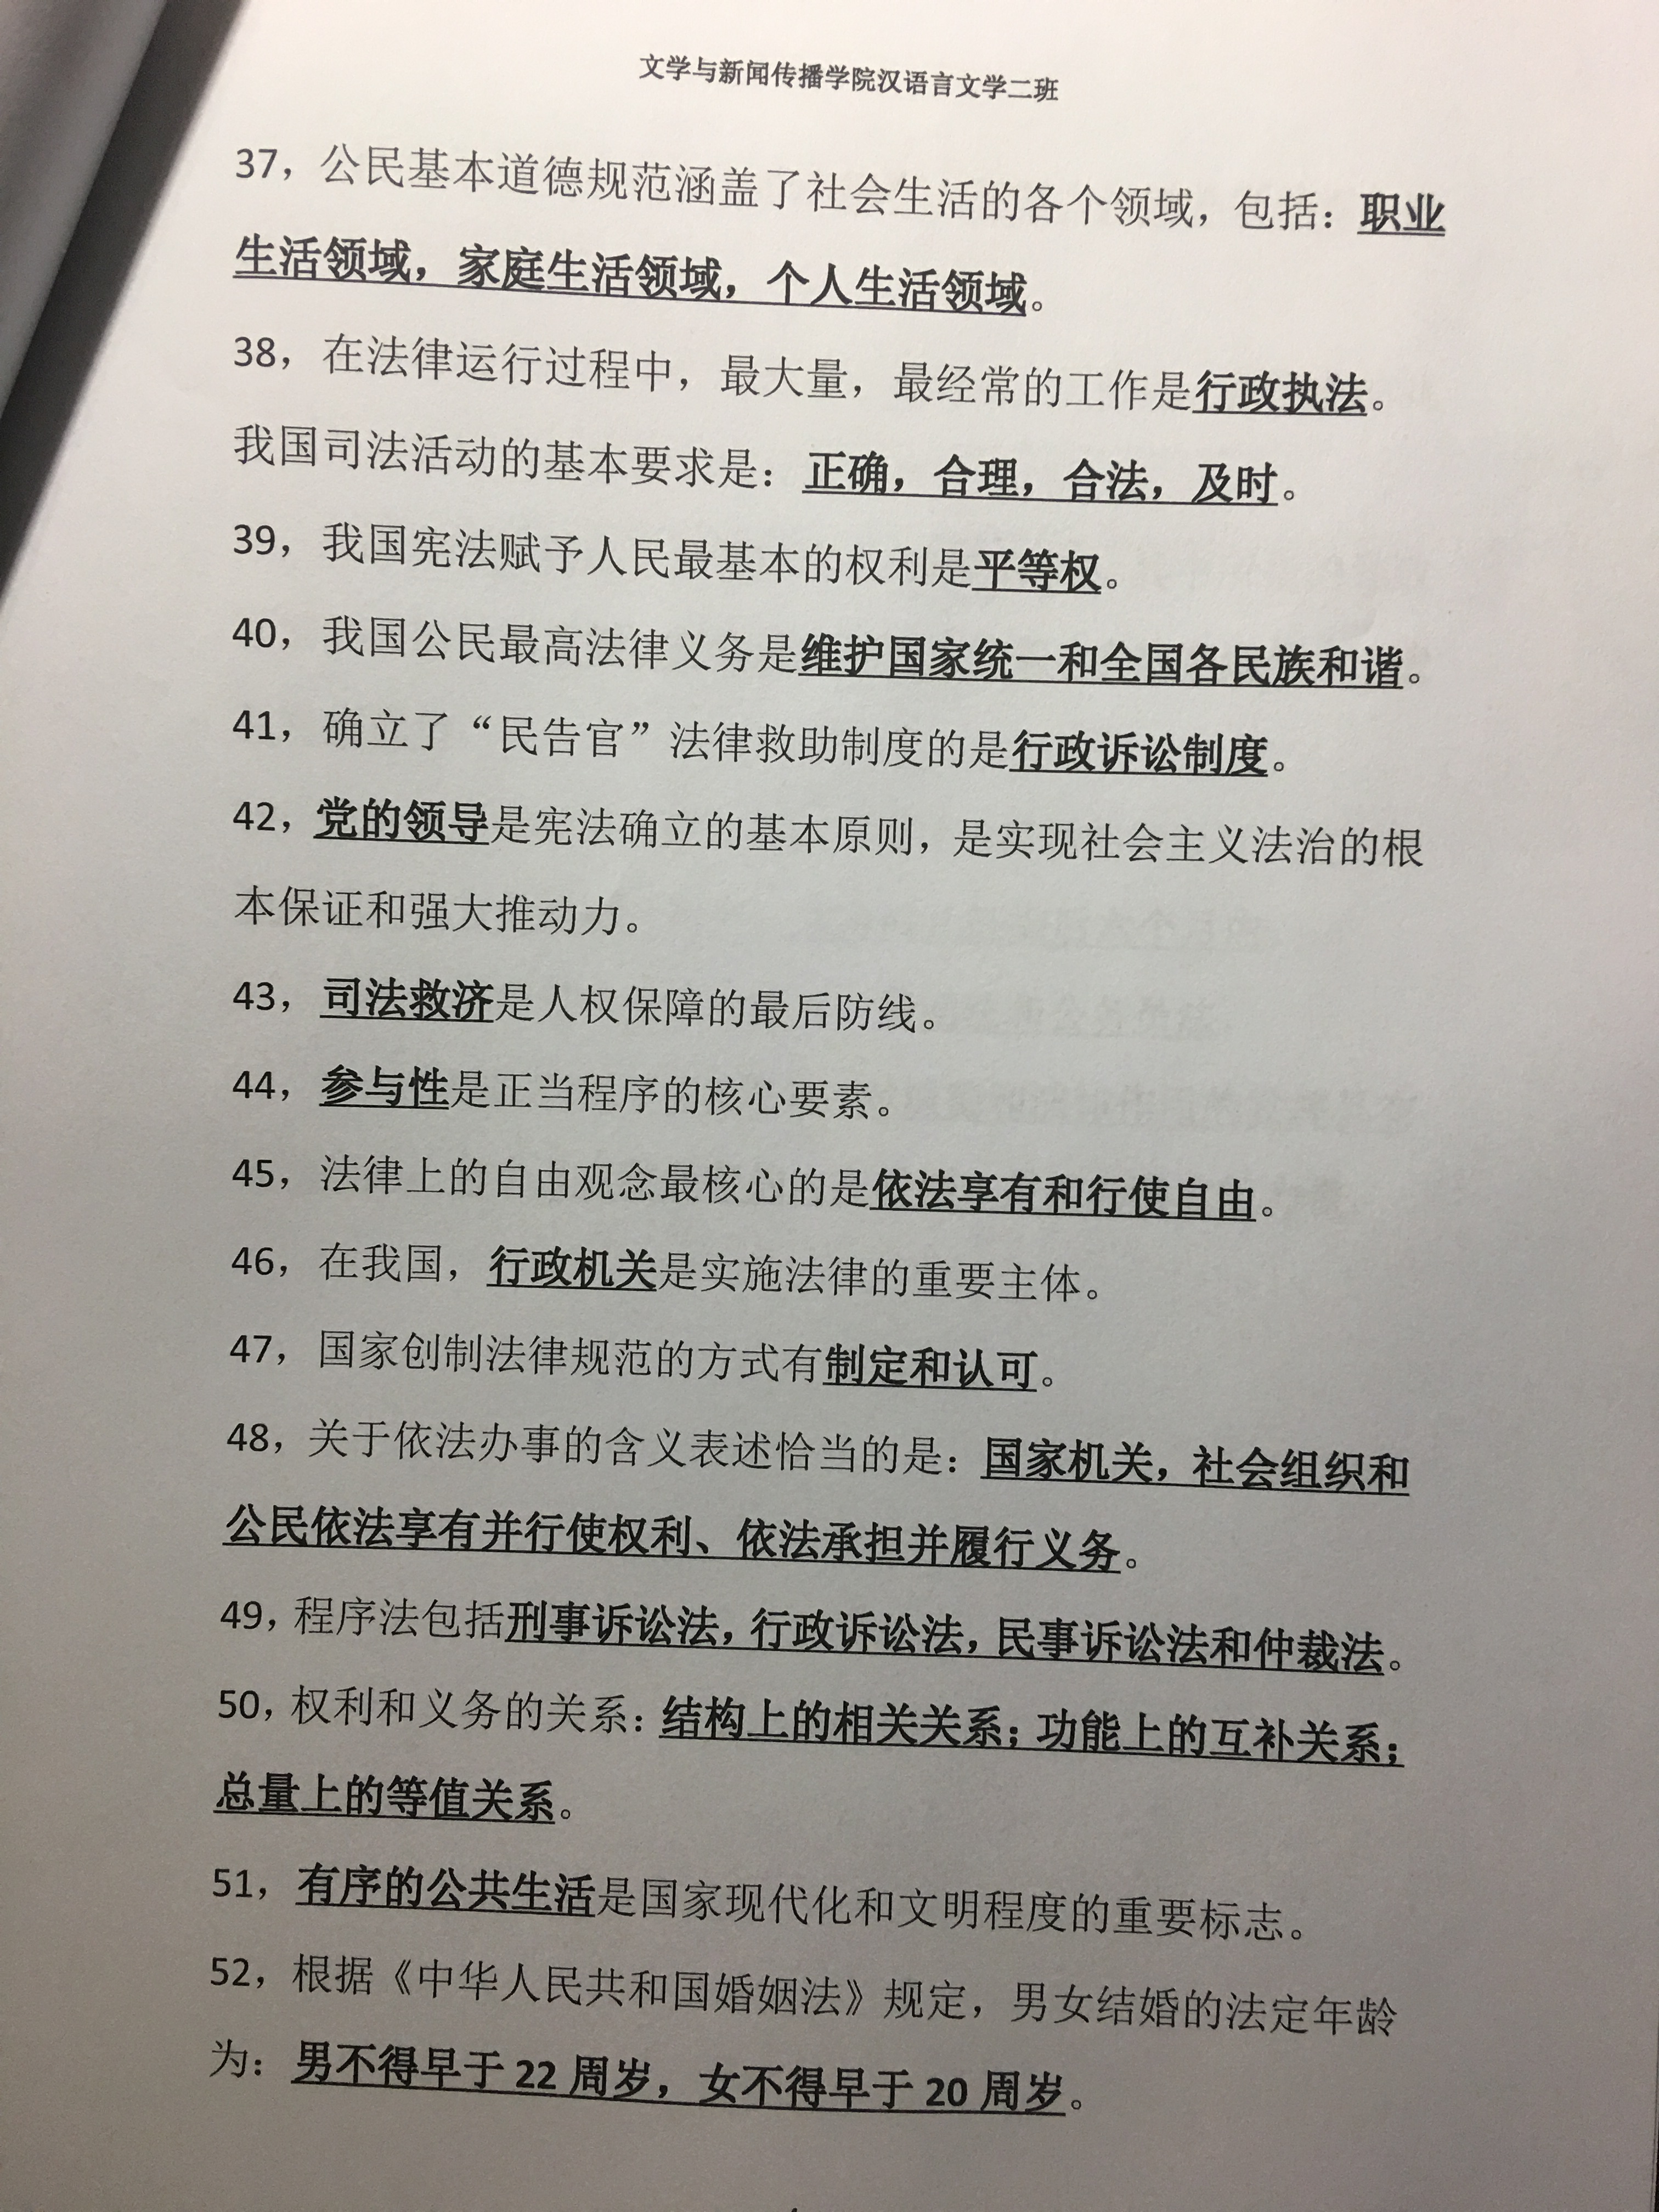 文学与新闻传播学院汉语言文学二班
37，公民基本道德规范涵盖了社会生活的各个领域，包括：职业
生活领域，家庭生活领域，个人生活领域。
38，在法律运行过程中，最大量，最经常的工作是行政执法。
我国司法活动的基本要求是：正确，合理，合法，及时。
39，我国宪法赋予人民最基本的权利是平等权。
40，我国公民最高法律义务是维护国家统一和全国各民族和谐。
41，确立了“民告官”法律救助制度的是行政诉讼制度。
42，党的领导是宪法确立的基本原则，是实现社会主义法治的根
本保证和强大推动力。
43，司法救济是人权保障的最后防线。
44，参与性是正当程序的核心要素。
45，法律上的自由观念最核心的是依法享有和行使自由。
46，在我国，行政机关是实施法律的重要主体。
47，国家创制法律规范的方式有制定和认可。
48，关于依法办事的含义表述恰当的是：国家机关，社会组织和
公民依法享有并行使权利、依法承担并履行义务。
49，程序法包括刑事诉讼法，行政诉讼法，民事诉讼法和仲裁法。
50，权利和义务的关系：结构上的相关关系；功能上的互补关系；
总量上的等值关系。
51，有序的公共生活是国家现代化和文明程度的重要标志。
52，根据《中华人民共和国婚姻法》规定，男女结婚的法定年龄
为：男不得早于 22 周岁，女不得早于 20 周岁。